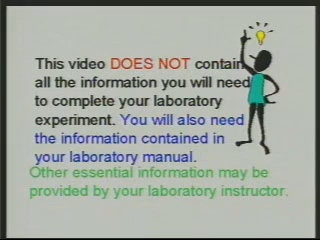 This video DOES NOT contain
all the information you will need
to complete your laboratory
experiment. You will also need
the information contained in
your laboratory manual.
Other essential information may be
provided by your laboratory instructor.